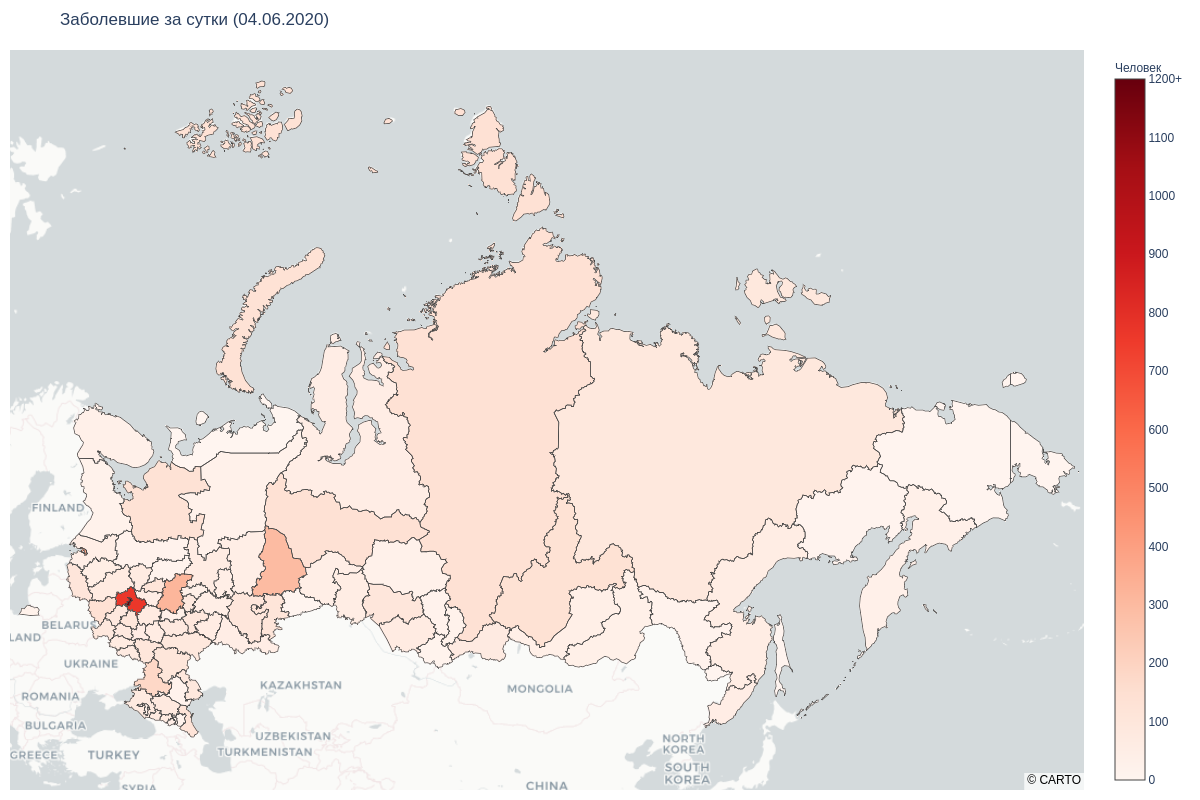 Заболевшие за сутки (04.06.2020)
Человек
1200+
1100
1000
900
800
700
600
500
400
300
200
100
0
FINLAND
BELARUS
LAND
UKRAINE
ROMANIA
BULGARIA
GREECE
TURKEY
SYRIA
KAZAKHSTAN
UZBEKISTAN
TURKMENISTAN
MONGOLIA
CHINA
NORTH
KOREA
SOUTH
KOREA
© CARTO